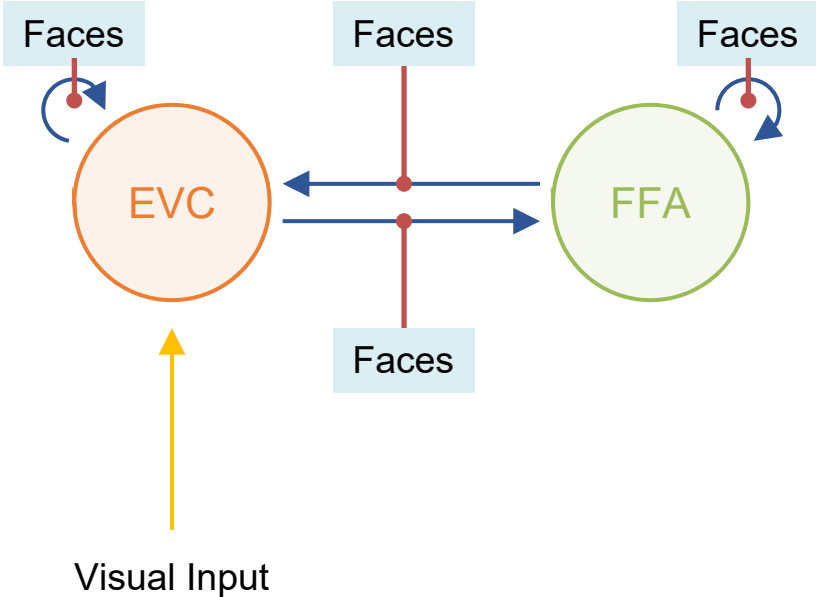 Faces
Faces
Faces
EVC
FFA
Faces
Visual Input